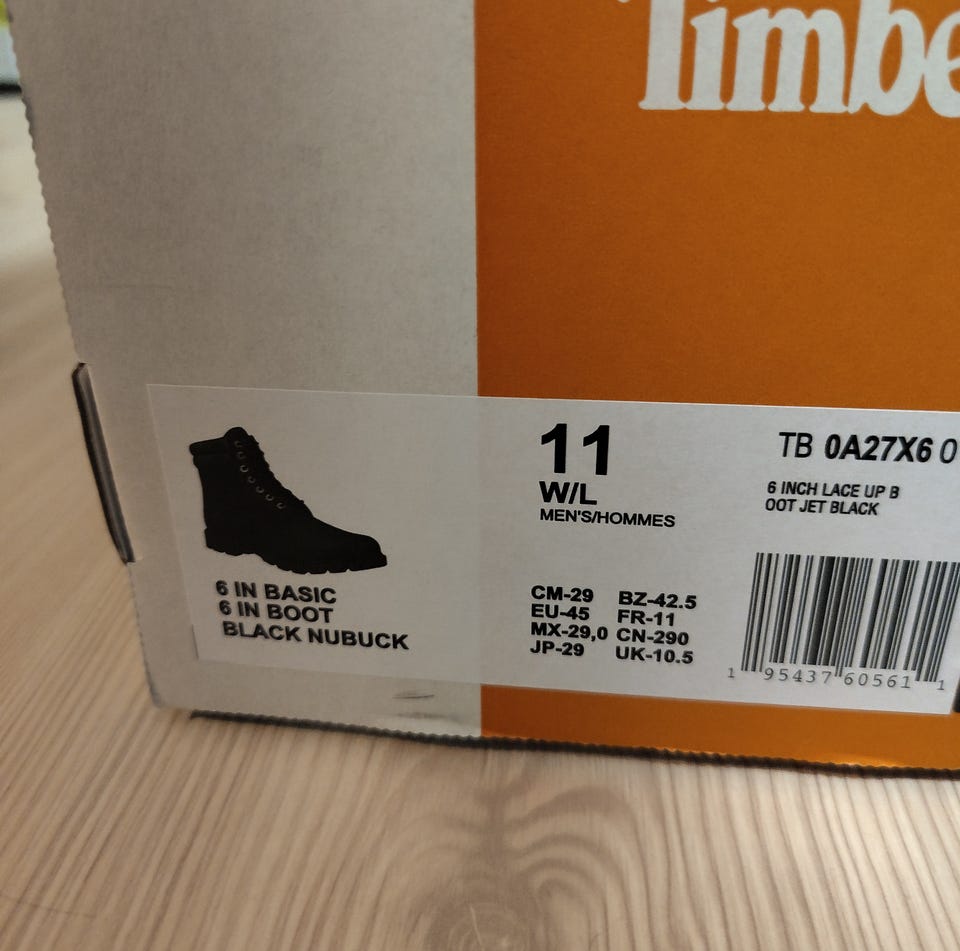 Timbe
11
W/L
MEN'S/HOMMES
TB 0A27X6 0
6 INCH LACE UP B
OOT JET BLACK
6 IN BASIC
6 IN BOOT
BLACK NUBUCK
CM-29 BZ-42.5
EU-45 FR-11
MX-29,0 CN-290
JP-29 UK-10.5
1 95437 60561 1